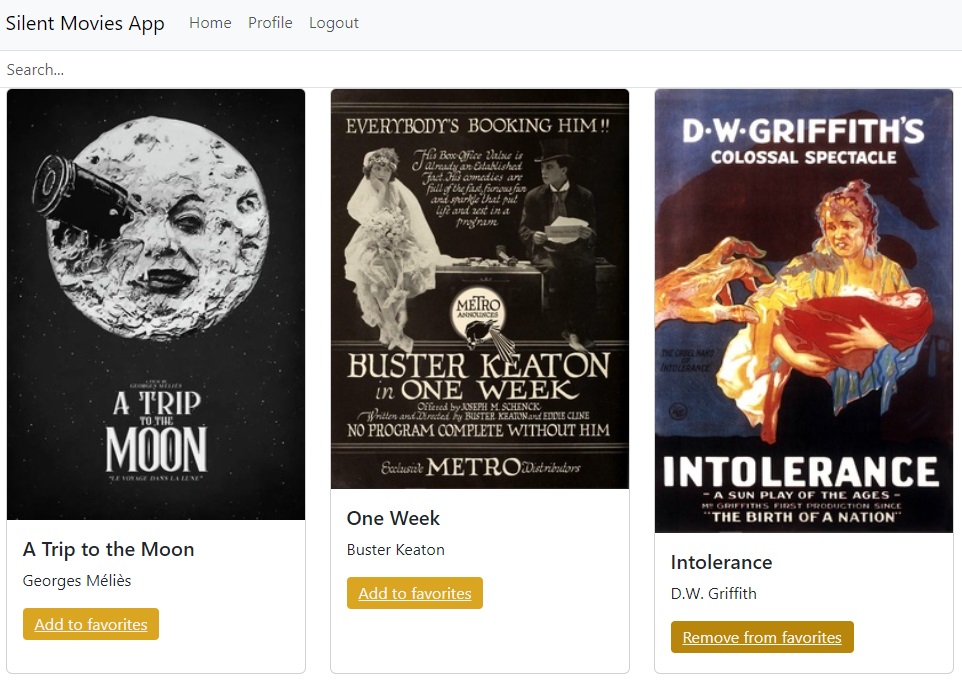 Silent Movies App Home Profile Logout
Search...
A FILM BY
GEORGES MÉLIÈS
A TRIP
TO THE
MOON
"LE VOYAGE DANS LA LUNE"
A Trip to the Moon
Georges Méliès
Add to favorites
EVERYBODY'S BOOKING HIM!!
His Box-Office Value is
Already an Established
Fact. His comedies are
full of the fast, furious fun
and sparkle that put
life and zest in a
program.
METRO
ANNOUNCES
BUSTER KEATON
in ONE WEEK
Offered by JOSEPH M. SCHENCK
Written and Directed by BUSTER KEATON and EDDIE CLINE
NO PROGRAM COMPLETE WITHOUT HIM
Exclusive METRO Distributors
One Week
Buster Keaton
Add to favorites
D·W·GRIFFITH'S
COLOSSAL SPECTACLE
THE CRUEL HAND
OF
INTOLERANCE
INTOLERANCE
- A SUN PLAY OF THE AGES -
MR GRIFFITH'S FIRST PRODUCTION SINCE
"THE BIRTH OF A NATION"
Intolerance
D.W. Griffith
Remove from favorites